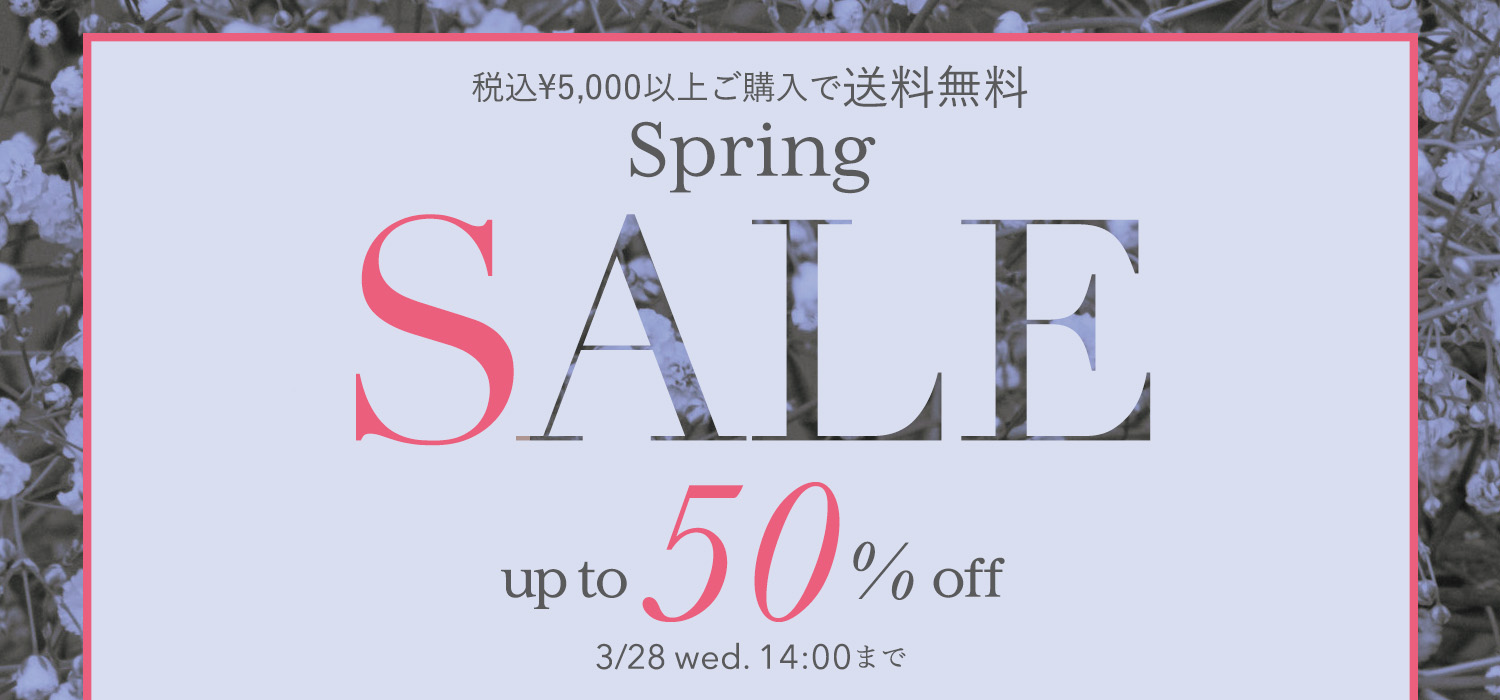 税込¥5,000以上ご購入で送料無料
Spring
SALE
up to 50% off
3/28 wed. 14:00まで